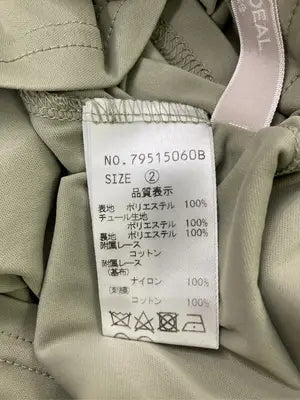 DEAL
NO.79515060B
SIZE ②
品質表示
表地 ポリエステル 100%
チュール生地
ポリエステル 100%
裏地 ポリエステル 100%
附属レース
コットン 100%
附属レース
(基布)
ナイロン 100%
(刺繍)
コットン 100%